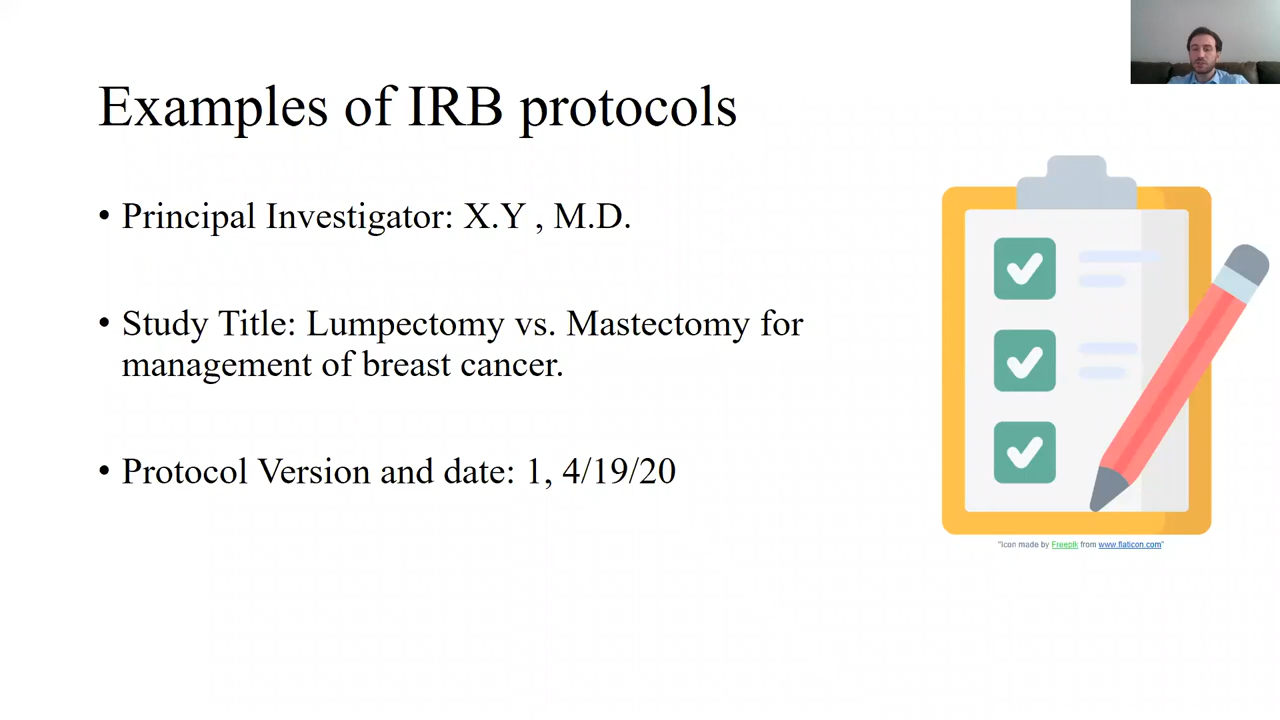 Examples of IRB protocols
• Principal Investigator: X.Y , M.D.
• Study Title: Lumpectomy vs. Mastectomy for
management of breast cancer.
• Protocol Version and date: 1, 4/19/20
"Icon made by Freepik from www.flaticon.com"